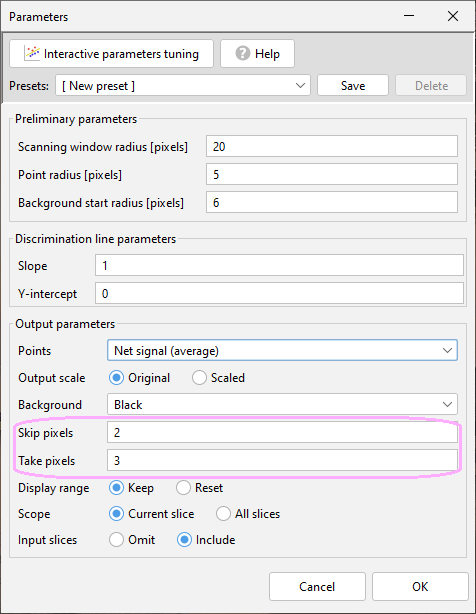 Parameters
Interactive parameters tuning Help
Presets: [ New preset ] Save Delete
Preliminary parameters
Scanning window radius [pixels] 20
Point radius [pixels] 5
Background start radius [pixels] 6
Discrimination line parameters
Slope 1
Y-intercept 0
Output parameters
Points Net signal (average)
Output scale Original Scaled
Background Black
Skip pixels 2
Take pixels 3
Display range Keep Reset
Scope Current slice All slices
Input slices Omit Include
Cancel OK